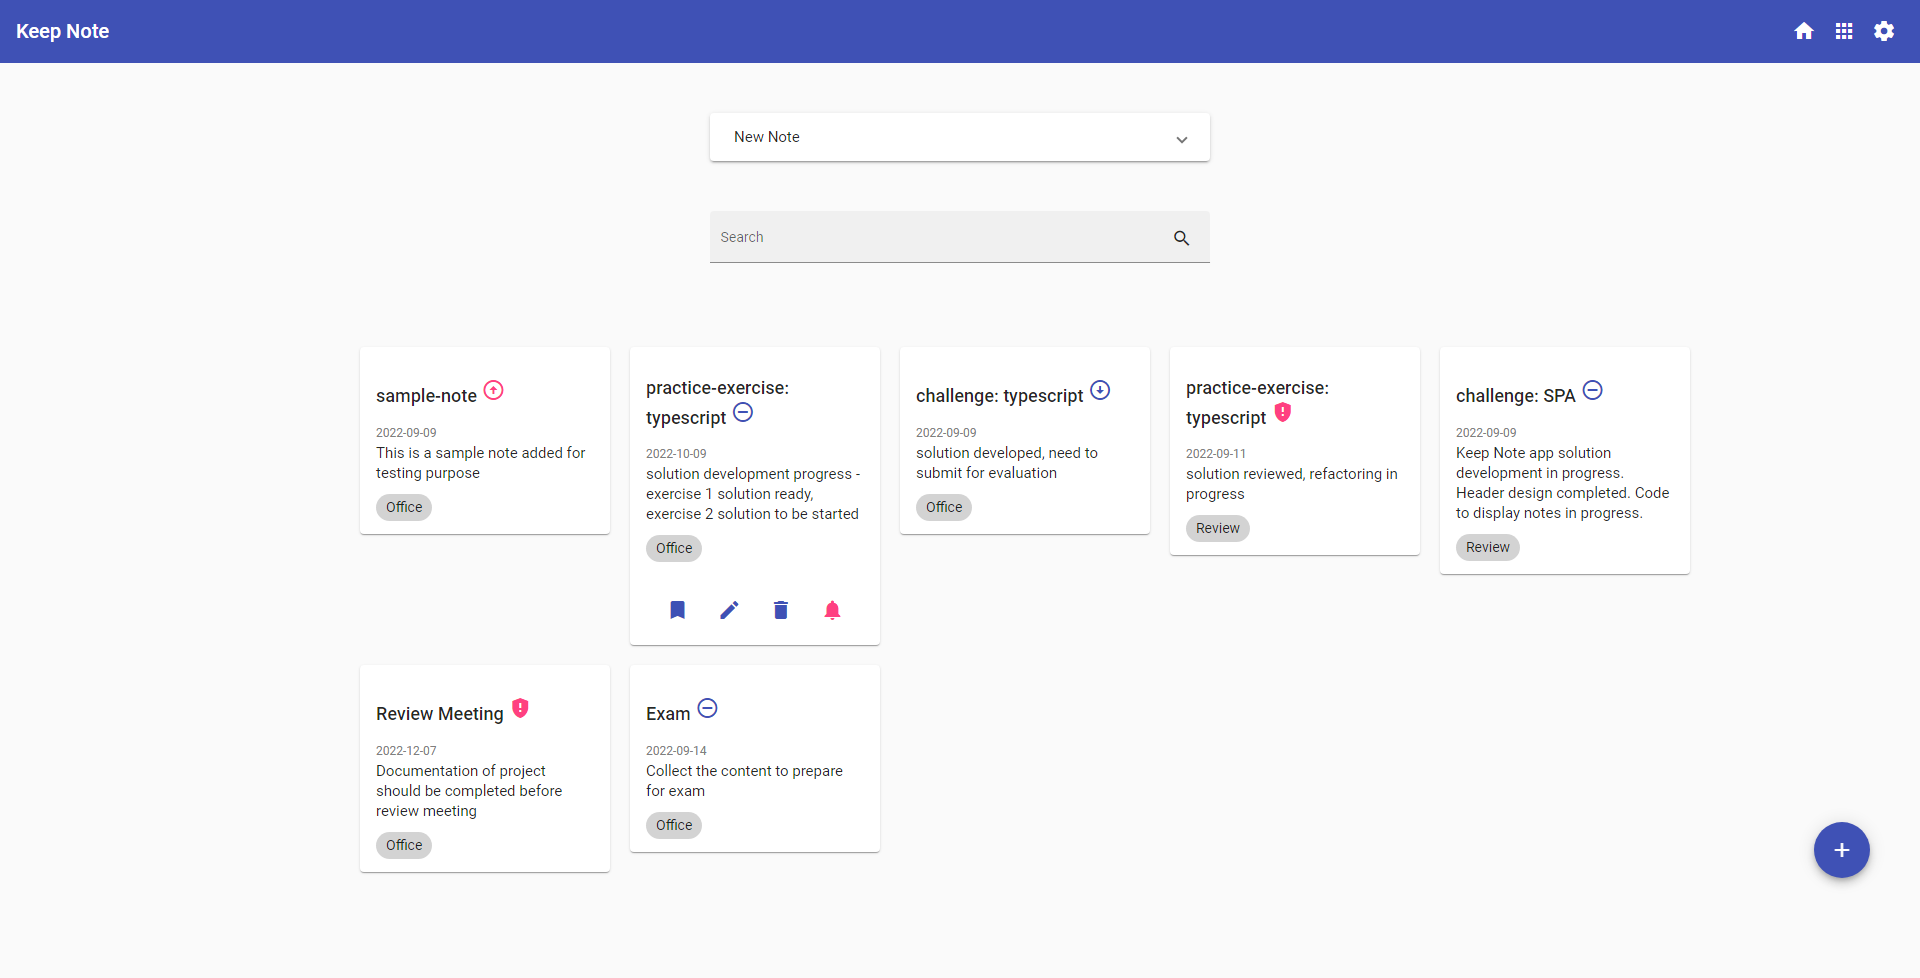 Keep Note
New Note
Search
sample-note
2022-09-09
This is a sample note added for
testing purpose
Office
practice-exercise:
typescript
2022-10-09
solution development progress -
exercise 1 solution ready,
exercise 2 solution to be started
Office
challenge: typescript
2022-09-09
solution developed, need to
submit for evaluation
Office
practice-exercise:
typescript
2022-09-11
solution reviewed, refactoring in
progress
Review
challenge: SPA
2022-09-09
Keep Note app solution
development in progress.
Header design completed. Code
to display notes in progress.
Review
Review Meeting
2022-12-07
Documentation of project
should be completed before
review meeting
Office
Exam
2022-09-14
Collect the content to prepare
for exam
Office